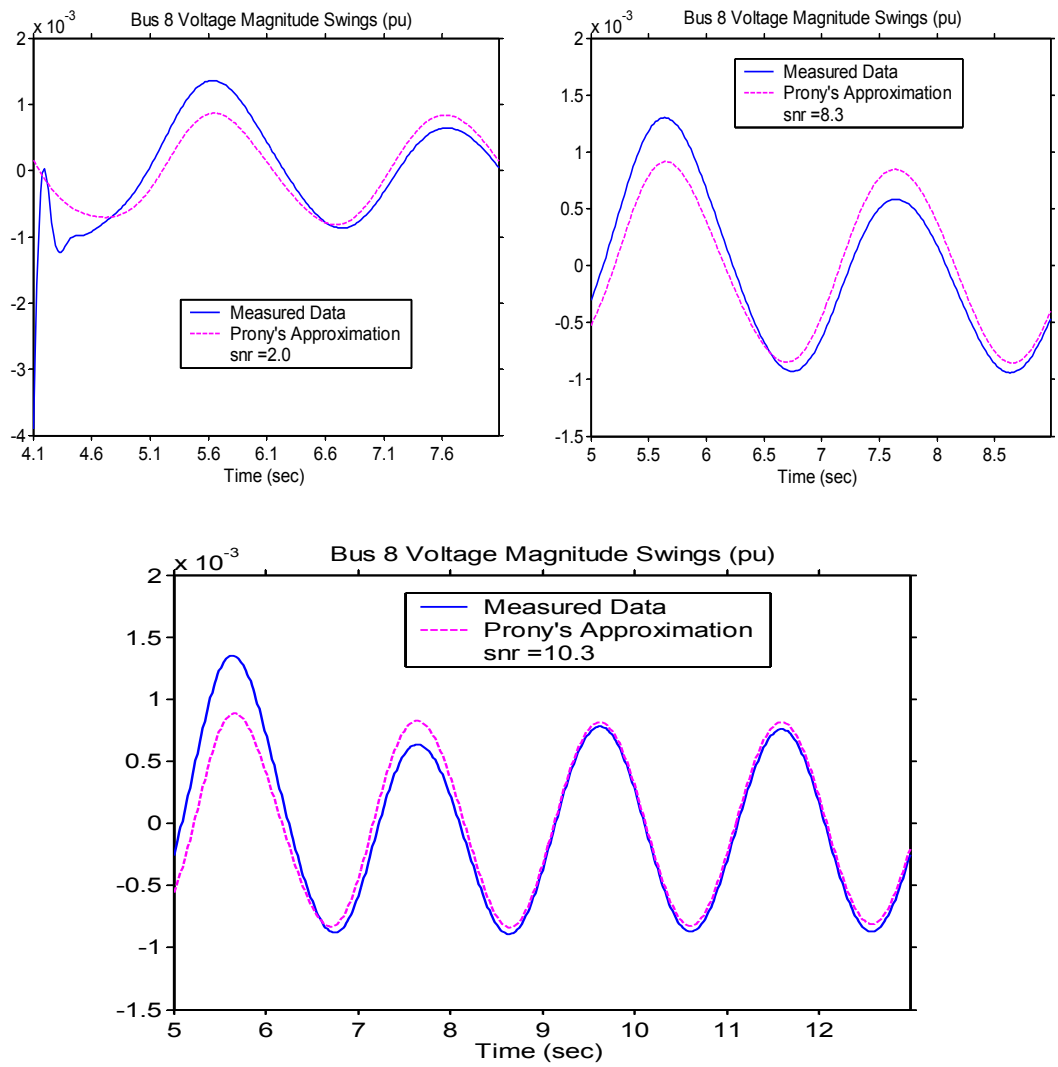 Bus 8 Voltage Magnitude Swings (pu)
x 10-3
2
1
0
-1
-2
-3
-4
4.1 4.6 5.1 5.6 6.1 6.6 7.1 7.6
Time (sec)
Measured Data
Prony's Approximation
snr =2.0
Bus 8 Voltage Magnitude Swings (pu)
x 10-3
2
1.5
1
0.5
0
-0.5
-1
-1.5
5 5.5 6 6.5 7 7.5 8 8.5
Time (sec)
Measured Data
Prony's Approximation
snr =8.3
Bus 8 Voltage Magnitude Swings (pu)
x 10-3
2
1.5
1
0.5
0
-0.5
-1
-1.5
5 6 7 8 9 10 11 12
Time (sec)
Measured Data
Prony's Approximation
snr =10.3